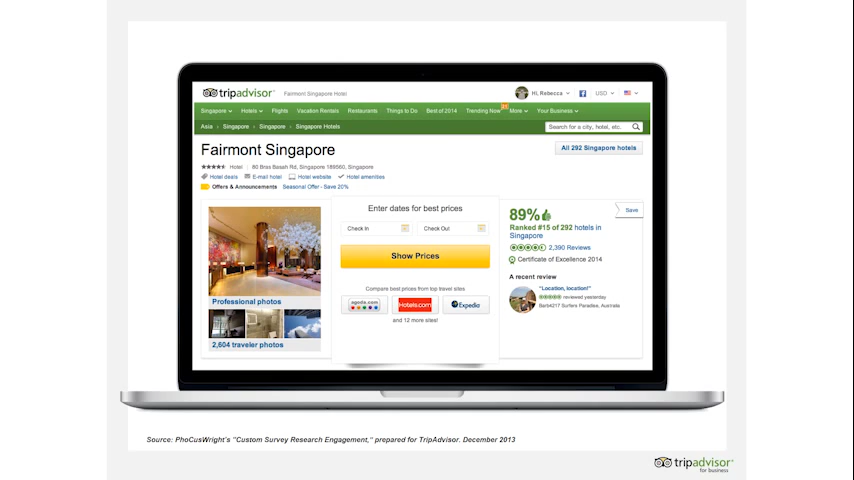 tripadvisor
Fairmont Singapore Hotel
Hi, Rebecca
USD
Singapore Hotels Flights Vacation Rentals Restaurants Things to Do Best of 2014 Trending Now 21 More Your Business
Asia › Singapore › Singapore › Singapore Hotels
Search for a city, hotel, etc.
Fairmont Singapore
All 292 Singapore hotels
Hotel | 80 Bras Basah Rd, Singapore 189560, Singapore
Hotel deals E-mail hotel Hotel website Hotel amenities
Offers & Announcements Seasonal Offer - Save 20%
Professional photos
2,604 traveler photos
Enter dates for best prices
Check In Check Out
Show Prices
Compare best prices from top travel sites
agoda.com Hotels.com Expedia
and 12 more sites!
89%
Save
Ranked #15 of 292 hotels in
Singapore
2,390 Reviews
Certificate of Excellence 2014
A recent review
"Location, location!"
reviewed yesterday
Barb4217 Surfers Paradise, Australia
Source: PhoCusWright's "Custom Survey Research Engagement," prepared for TripAdvisor. December 2013
tripadvisor
for business